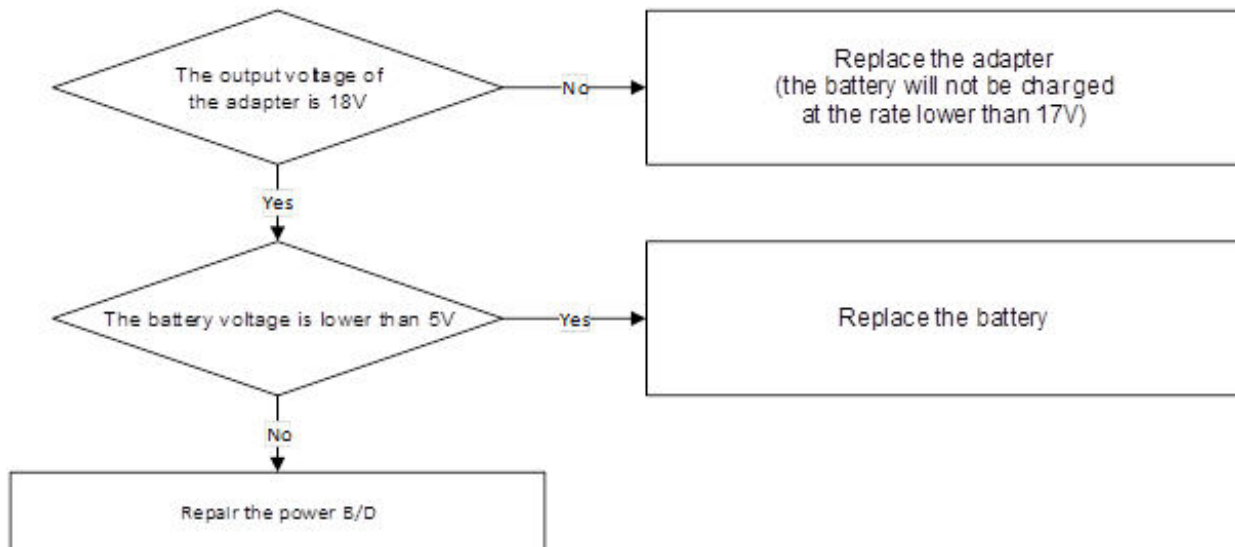 The output voltage of
the adapter is 18V
No
Replace the adapter
(the battery will not be charged
at the rate lower than 17V)
Yes
The battery voltage is lower than 5V
Yes
Replace the battery
No
Repair the power B/D